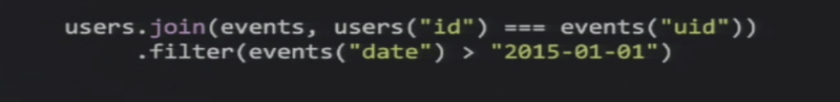 users.join(events, users("id") === events("uid"))
.filter(events("date") > "2015-01-01")